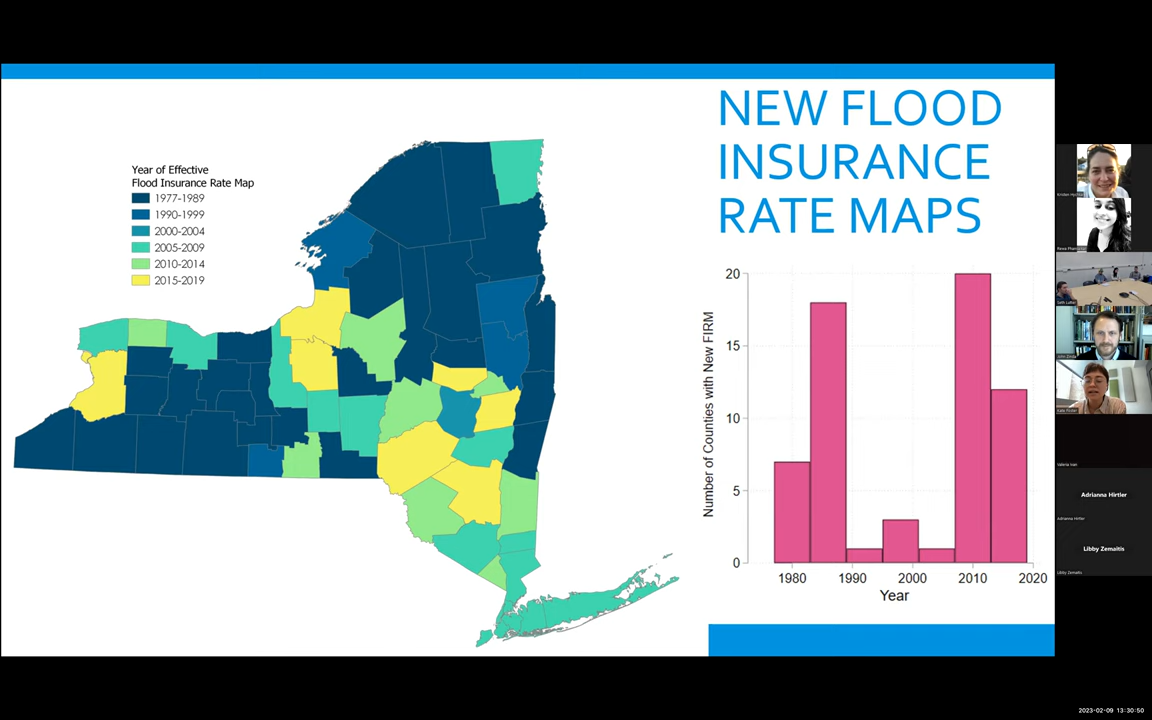 NEW FLOOD
INSURANCE
RATE MAPS
Year of Effective
Flood Insurance Rate Map
1977-1989
1990-1999
2000-2004
2005-2009
2010-2014
2015-2019
Number of Counties with New FIRM
20
15
10
5
0
1980
1990
2000
2010
2020
Year
Adrianna Hirtler
Adrianna Hirtler
Libby Zemaitis
Libby Zemaitis
2023-02-09 13:30:50